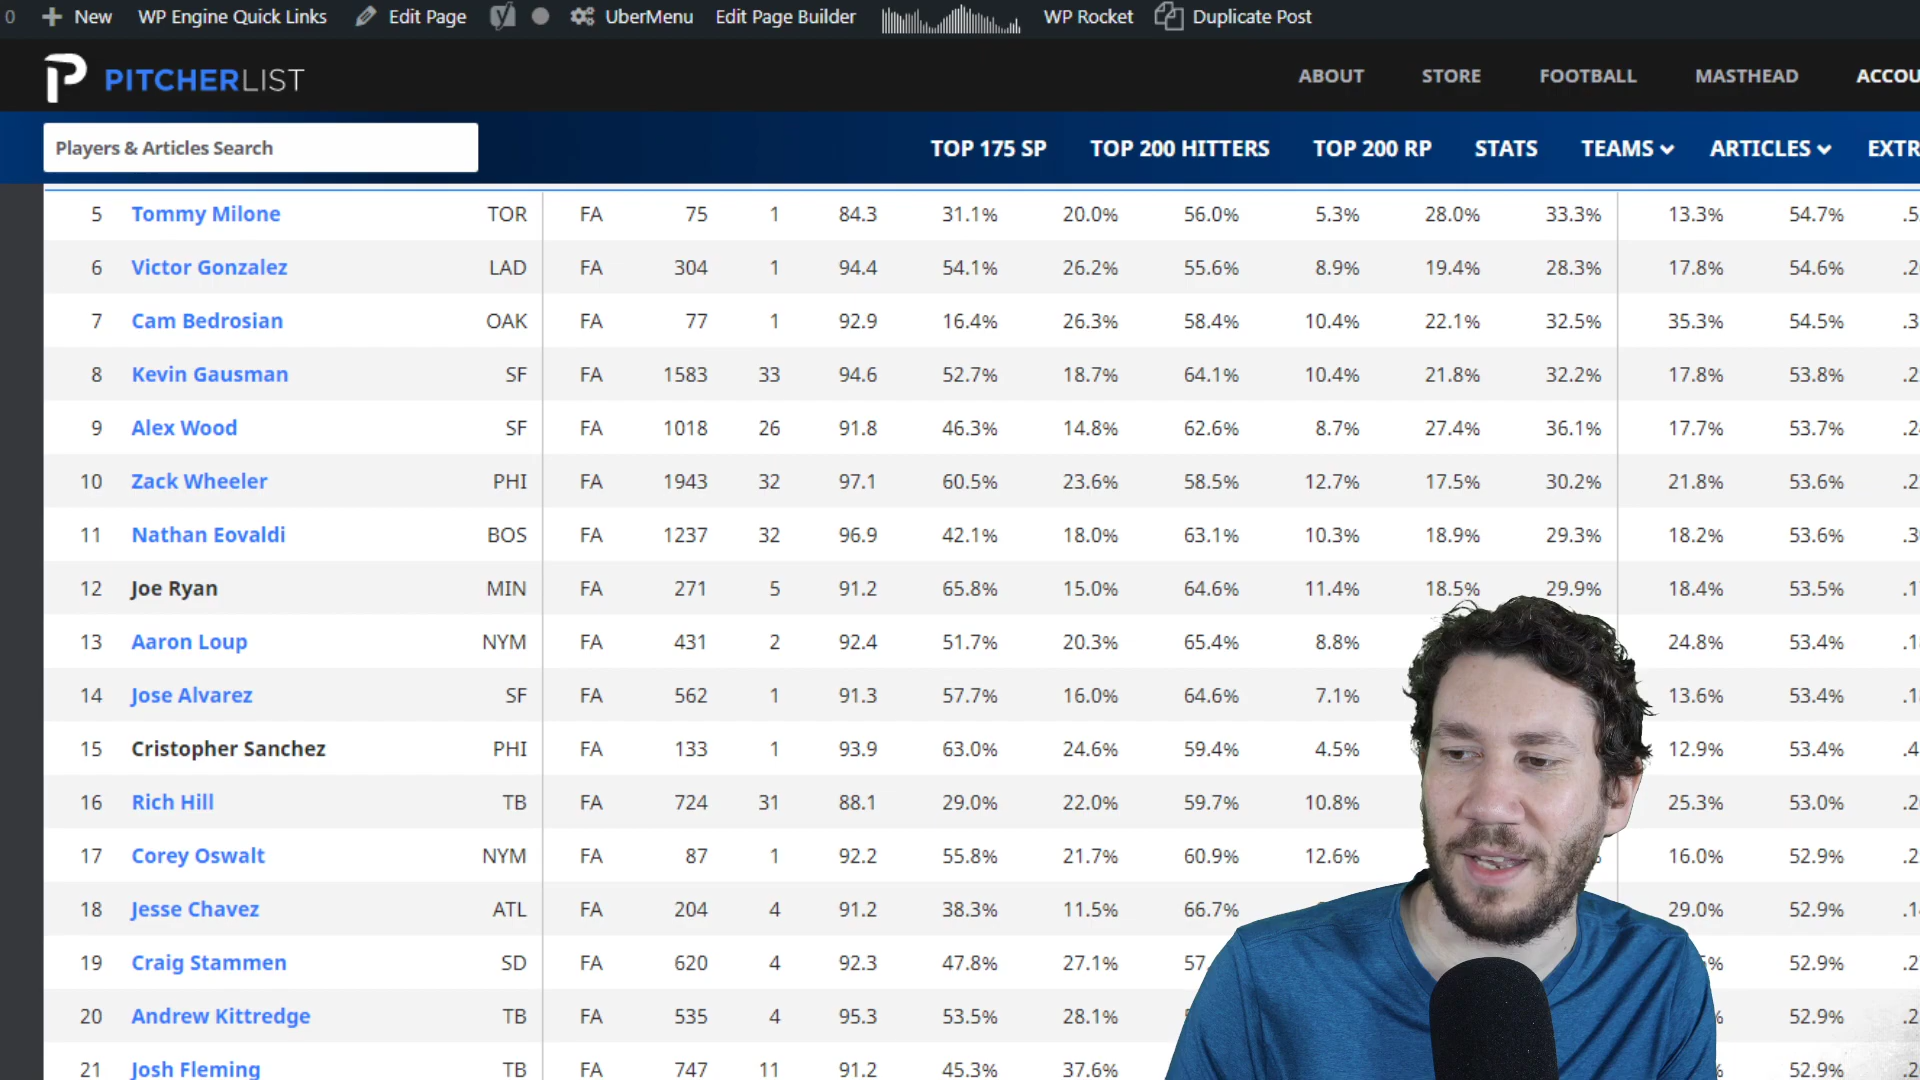 0 New WP Engine Quick Links Edit Page UberMenu Edit Page Builder WP Rocket Duplicate Post
PITCHERLIST ABOUT STORE FOOTBALL MASTHEAD ACCOU
Players & Articles Search TOP 175 SP TOP 200 HITTERS TOP 200 RP STATS TEAMS ARTICLES EXTR
5 Tommy Milone TOR FA 75 1 84.3 31.1% 20.0% 56.0% 5.3% 28.0% 33.3% 13.3% 54.7% .5
6 Victor Gonzalez LAD FA 304 1 94.4 54.1% 26.2% 55.6% 8.9% 19.4% 28.3% 17.8% 54.6% .2
7 Cam Bedrosian OAK FA 77 1 92.9 16.4% 26.3% 58.4% 10.4% 22.1% 32.5% 35.3% 54.5% .3
8 Kevin Gausman SF FA 1583 33 94.6 52.7% 18.7% 64.1% 10.4% 21.8% 32.2% 17.8% 53.8% .2
9 Alex Wood SF FA 1018 26 91.8 46.3% 14.8% 62.6% 8.7% 27.4% 36.1% 17.7% 53.7% .2
10 Zack Wheeler PHI FA 1943 32 97.1 60.5% 23.6% 58.5% 12.7% 17.5% 30.2% 21.8% 53.6% .2
11 Nathan Eovaldi BOS FA 1237 32 96.9 42.1% 18.0% 63.1% 10.3% 18.9% 29.3% 18.2% 53.6% .3
12 Joe Ryan MIN FA 271 5 91.2 65.8% 15.0% 64.6% 11.4% 18.5% 29.9% 18.4% 53.5% .1
13 Aaron Loup NYM FA 431 2 92.4 51.7% 20.3% 65.4% 8.8% 24.8% 53.4% .1
14 Jose Alvarez SF FA 562 1 91.3 57.7% 16.0% 64.6% 7.1% 13.6% 53.4% .1
15 Cristopher Sanchez PHI FA 133 1 93.9 63.0% 24.6% 59.4% 4.5% 12.9% 53.4% .4
16 Rich Hill TB FA 724 31 88.1 29.0% 22.0% 59.7% 10.8% 25.3% 53.0% .2
17 Corey Oswalt NYM FA 87 1 92.2 55.8% 21.7% 60.9% 12.6% 16.0% 52.9% .2
18 Jesse Chavez ATL FA 204 4 91.2 38.3% 11.5% 66.7% 29.0% 52.9% .1
19 Craig Stammen SD FA 620 4 92.3 47.8% 27.1% 57. % 52.9% .2
20 Andrew Kittredge TB FA 535 4 95.3 53.5% 28.1% % 52.9% .2
21 Josh Fleming TB FA 747 11 91.2 45.3% 37.6% % 52.9% .2